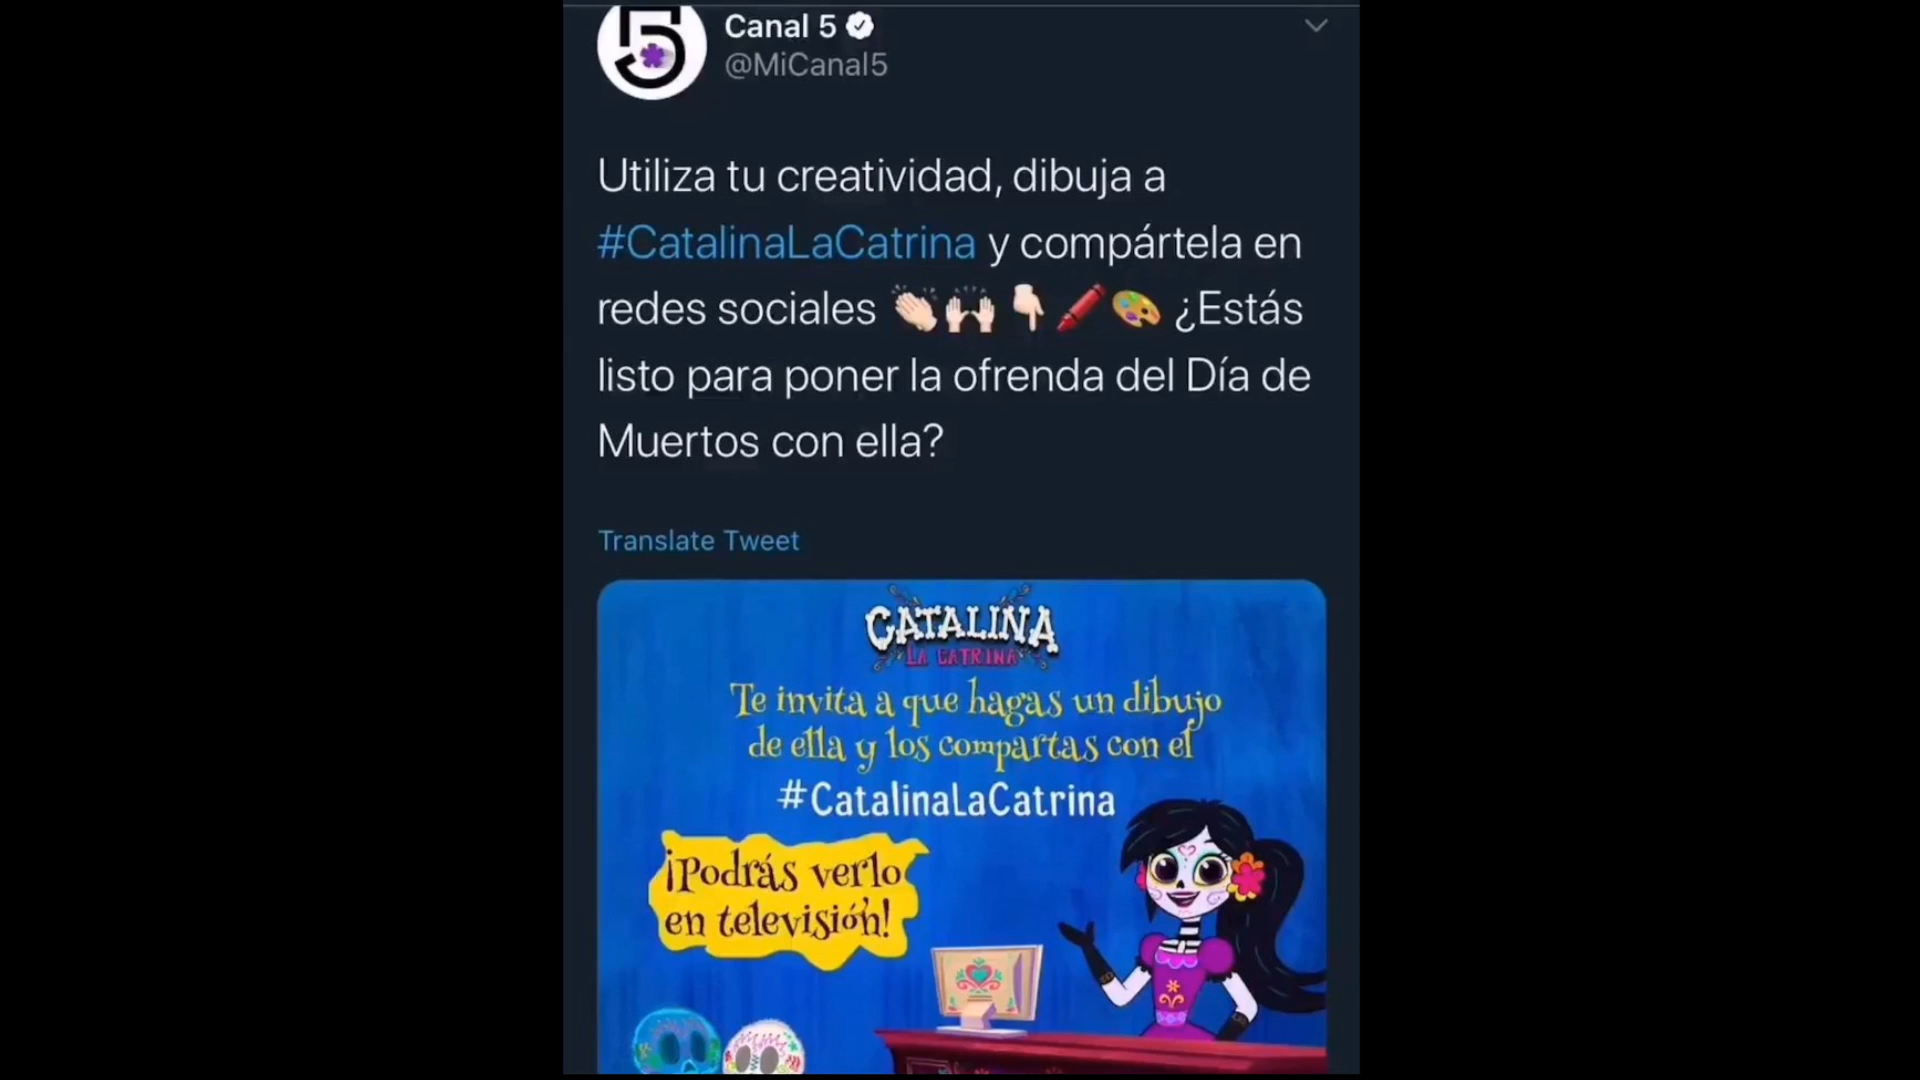 Canal 5
@MiCanal5
Utiliza tu creatividad, dibuja a
#CatalinaLaCatrina y compártela en
redes sociales 👏🏻🙌🏻👇🏻🖍️🎨 ¿Estás
listo para poner la ofrenda del Día de
Muertos con ella?
Translate Tweet
CATALINA
LA CATRINA
Te invita a que hagas un dibujo
de ella y los compartas con el
#CatalinaLaCatrina
¡Podrás verlo
en televisión!